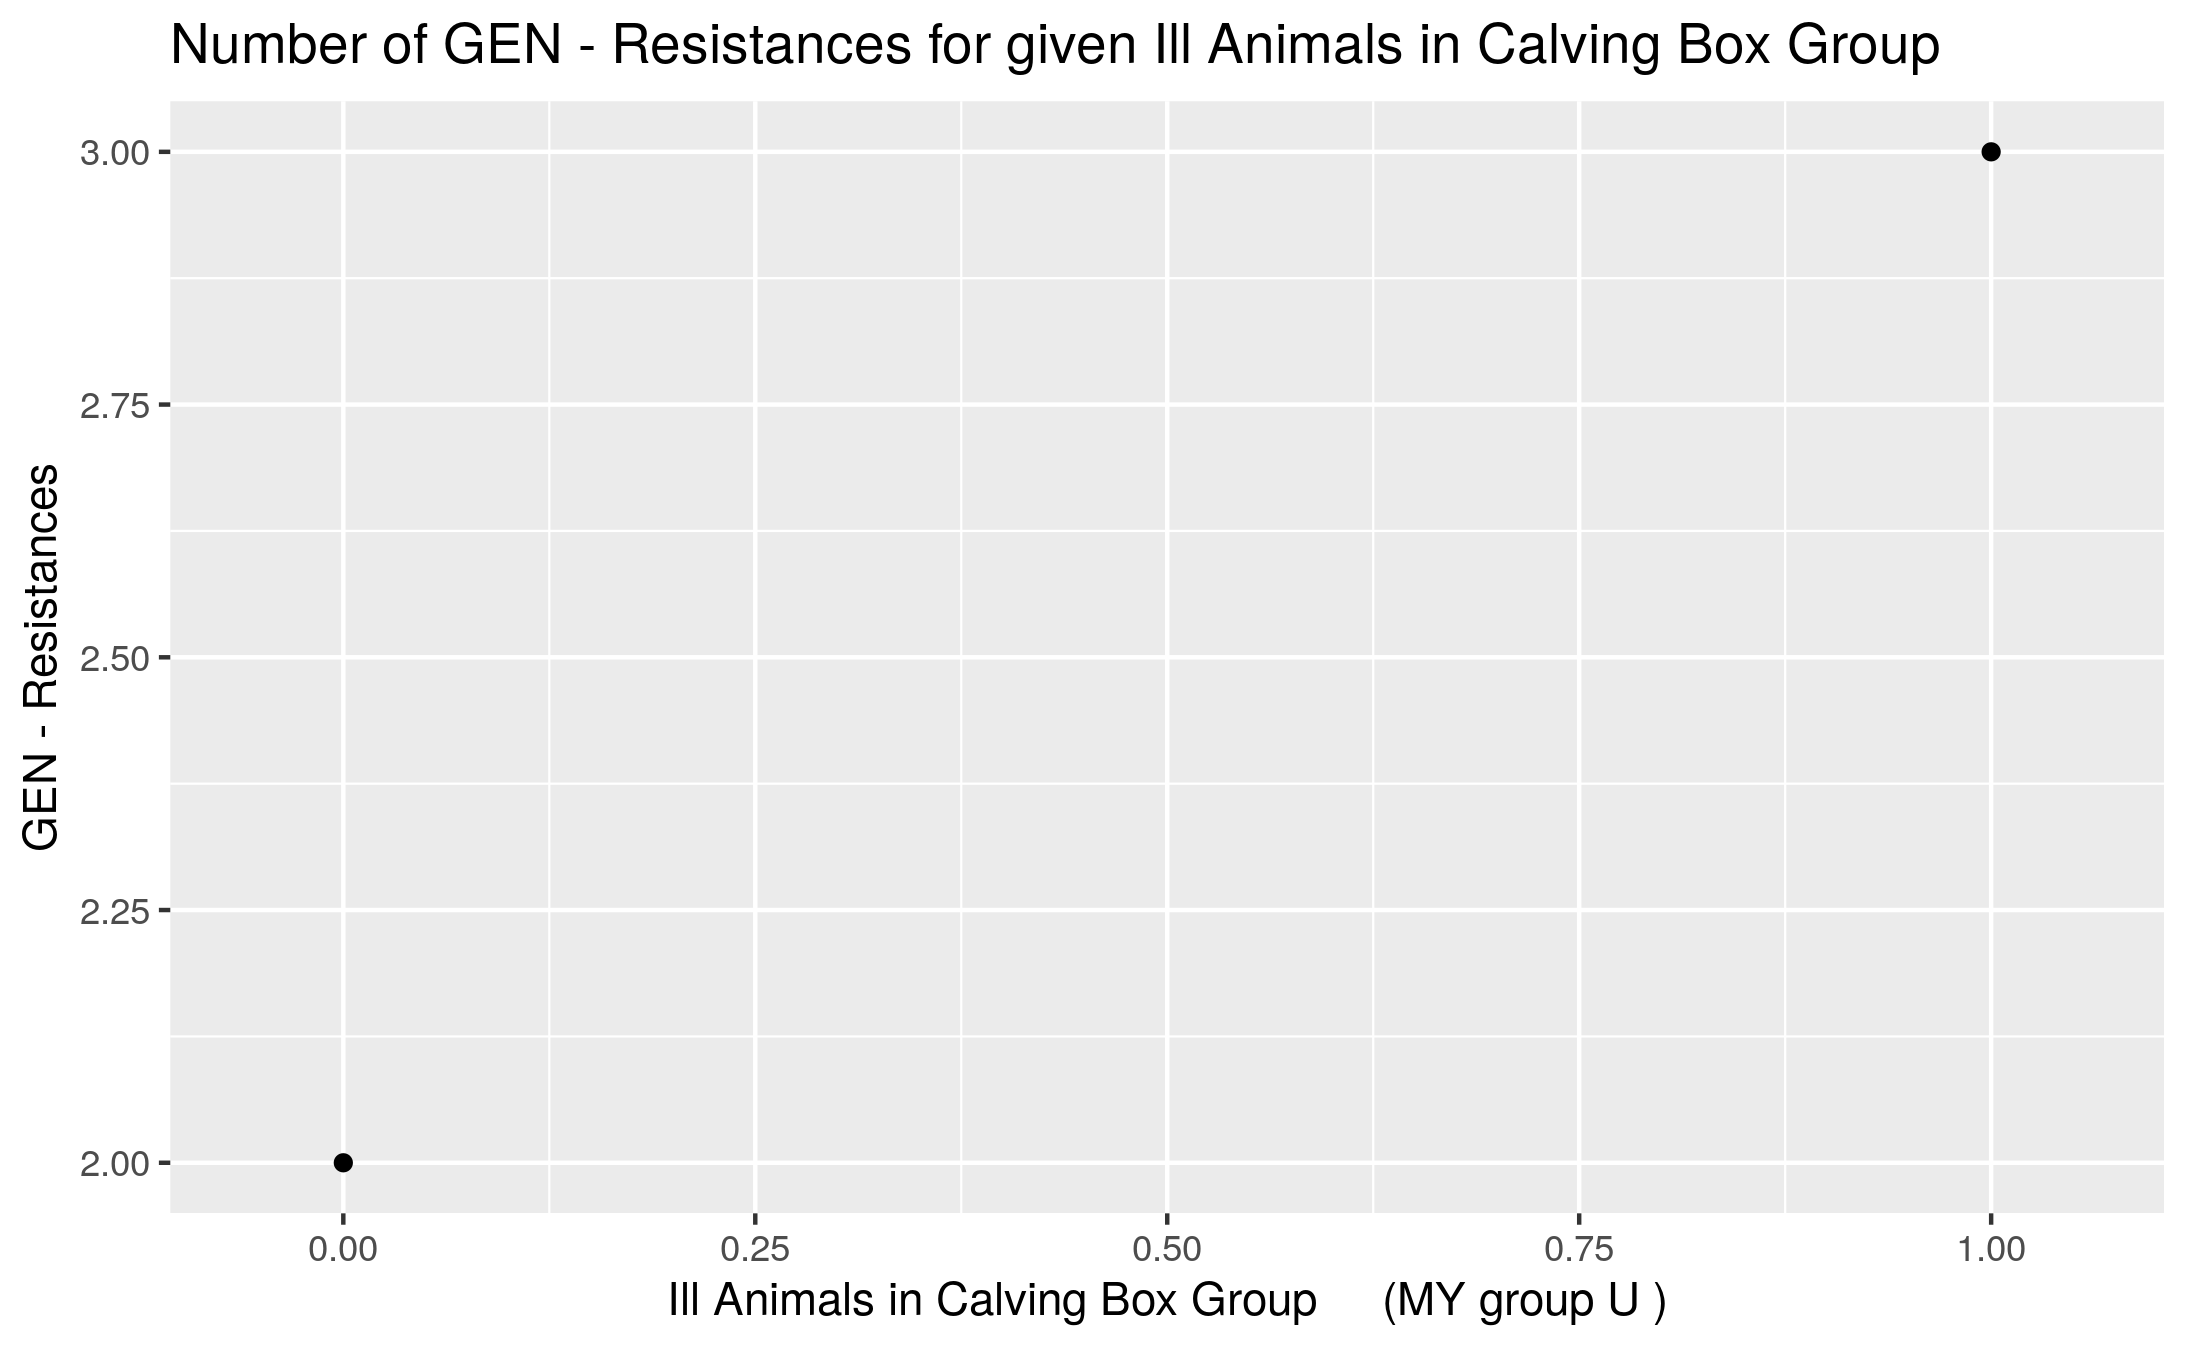 Number of GEN - Resistances for given Ill Animals in Calving Box Group
3.00
2.75
2.50
2.25
2.00
GEN - Resistances
0.00 0.25 0.50 0.75 1.00
Ill Animals in Calving Box Group (MY group U )